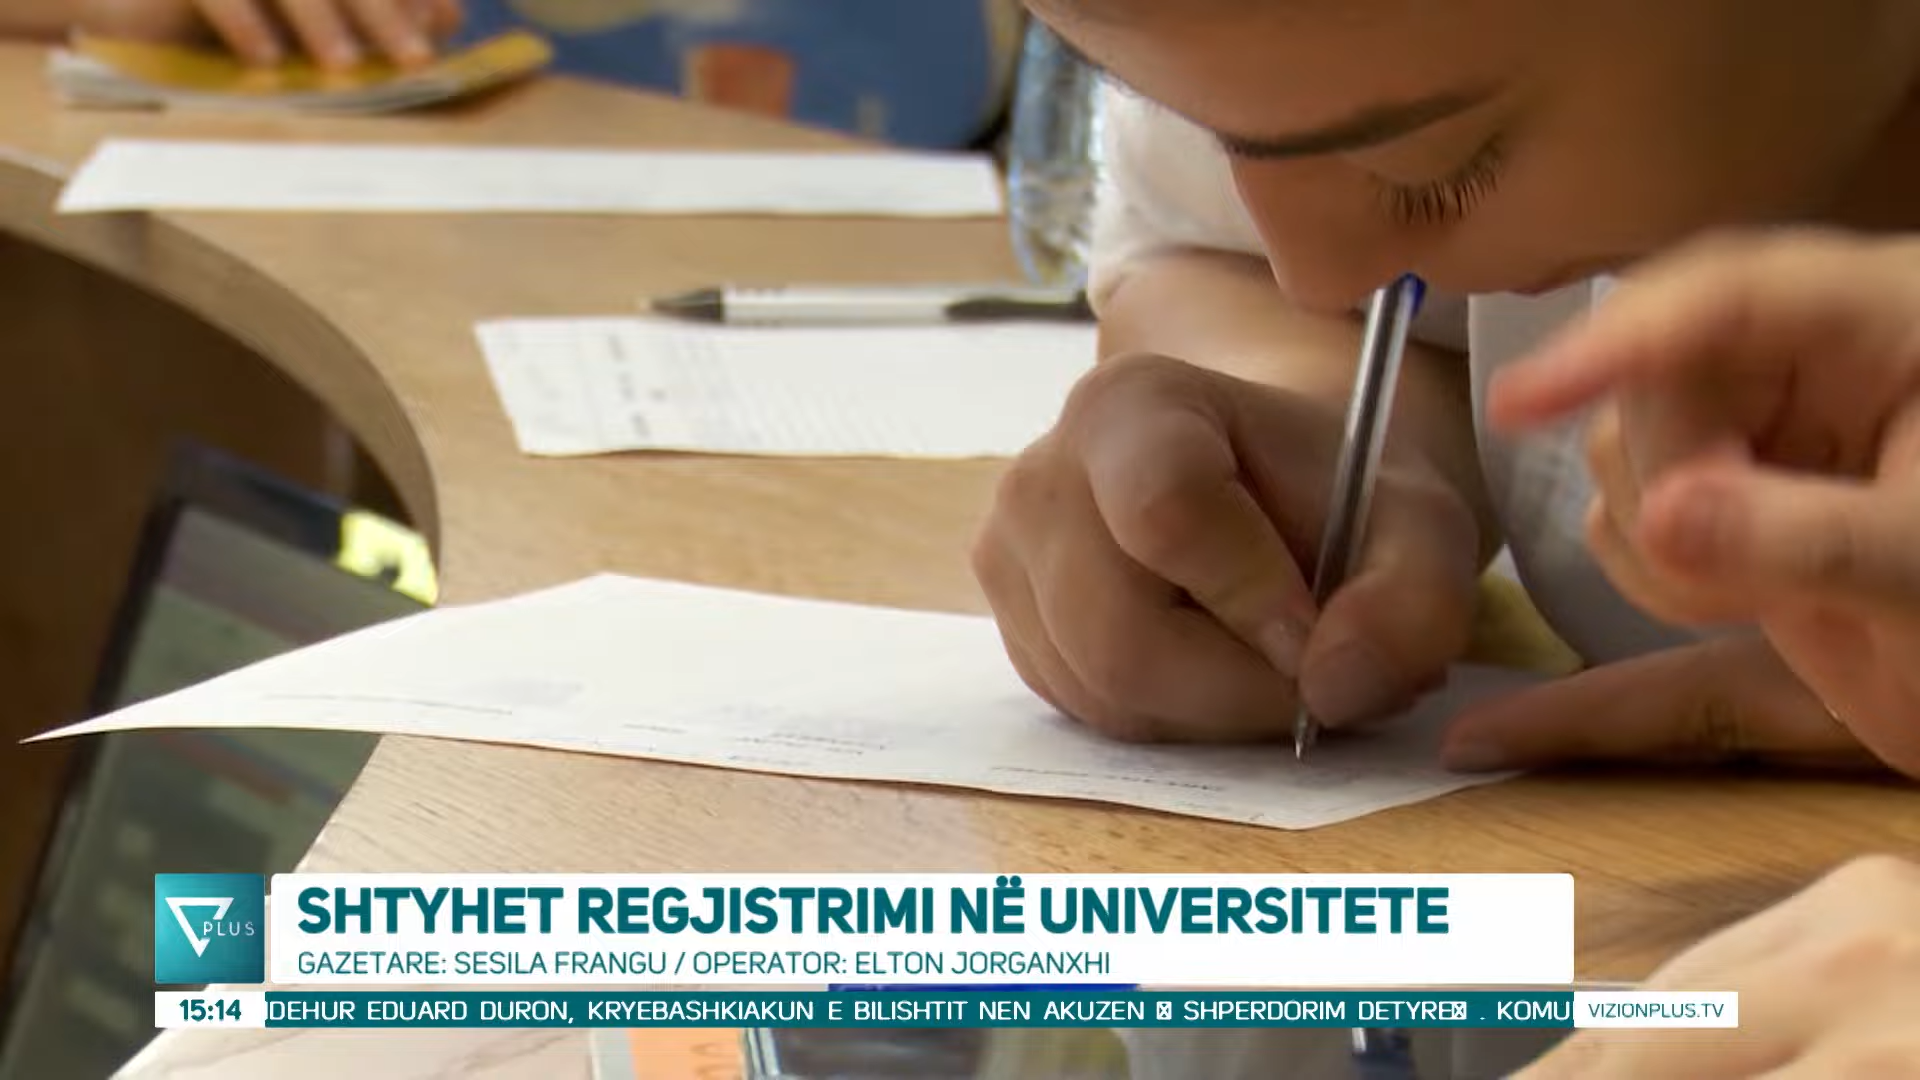 SHTYHET REGJISTRIMI NË UNIVERSITETE
PLUS
GAZETARE: SESILA FRANGU / OPERATOR: ELTON JORGANXHI
15:14 DEHUR EDUARD DURON, KRYEBASHKIAKUN E BILISHTIT NEN AKUZEN SHPERDORIM DETYRE . KOMU VIZIONPLUS.TV